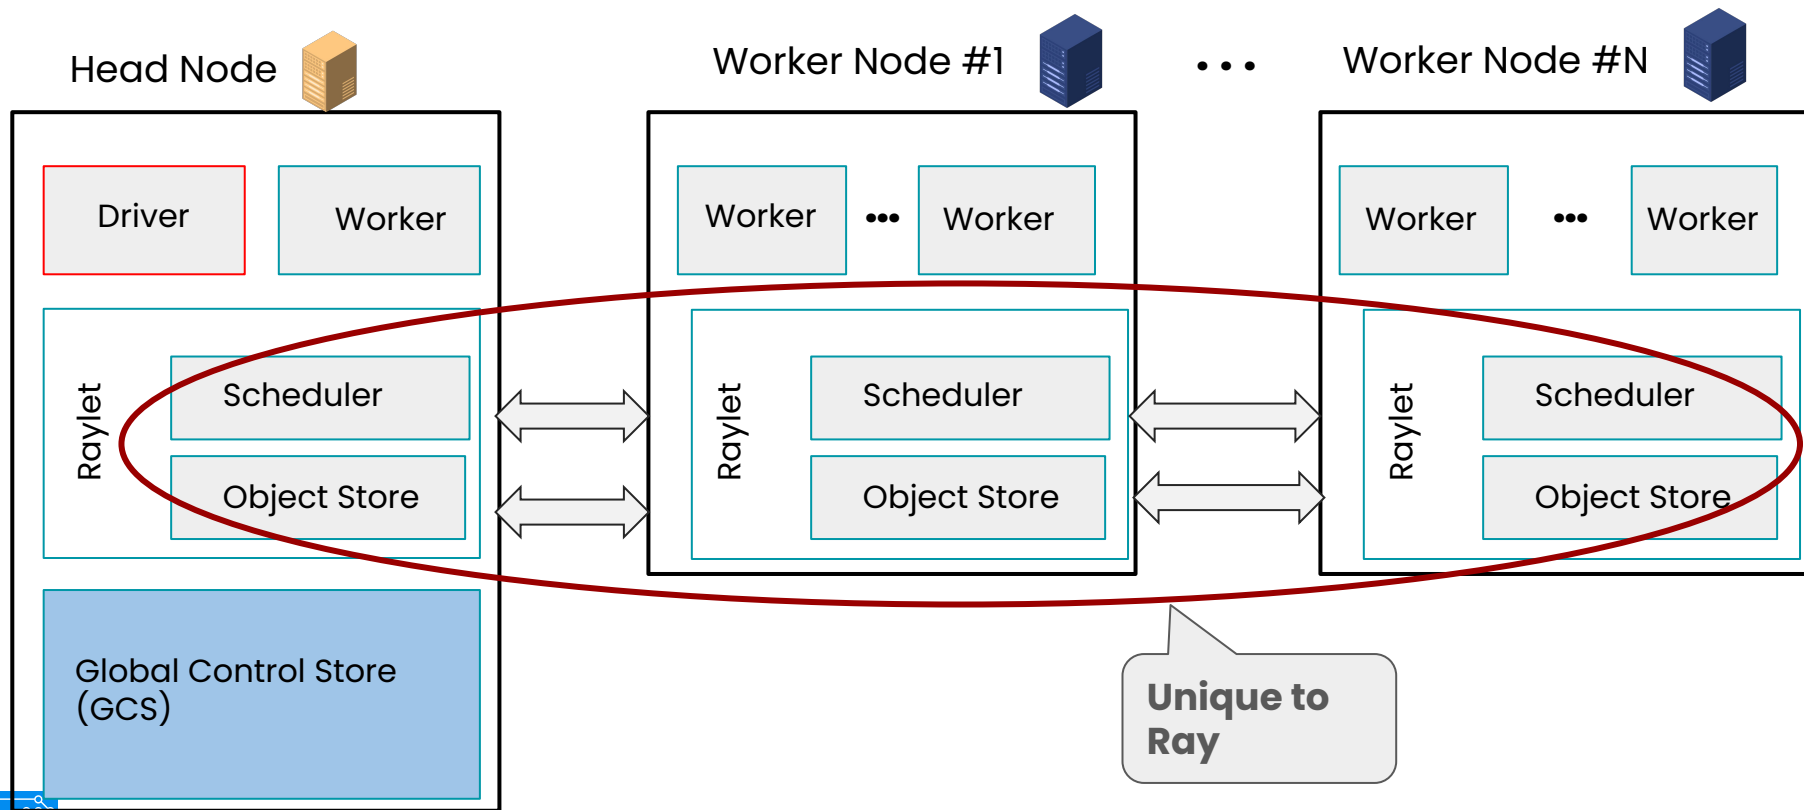 Head Node
Worker Node #1
...
Worker Node #N
Driver
Worker
Worker
...
Worker
Worker
...
Worker
Raylet
Scheduler
Object Store
Raylet
Scheduler
Object Store
Raylet
Scheduler
Object Store
Global Control Store
(GCS)
Unique to
Ray